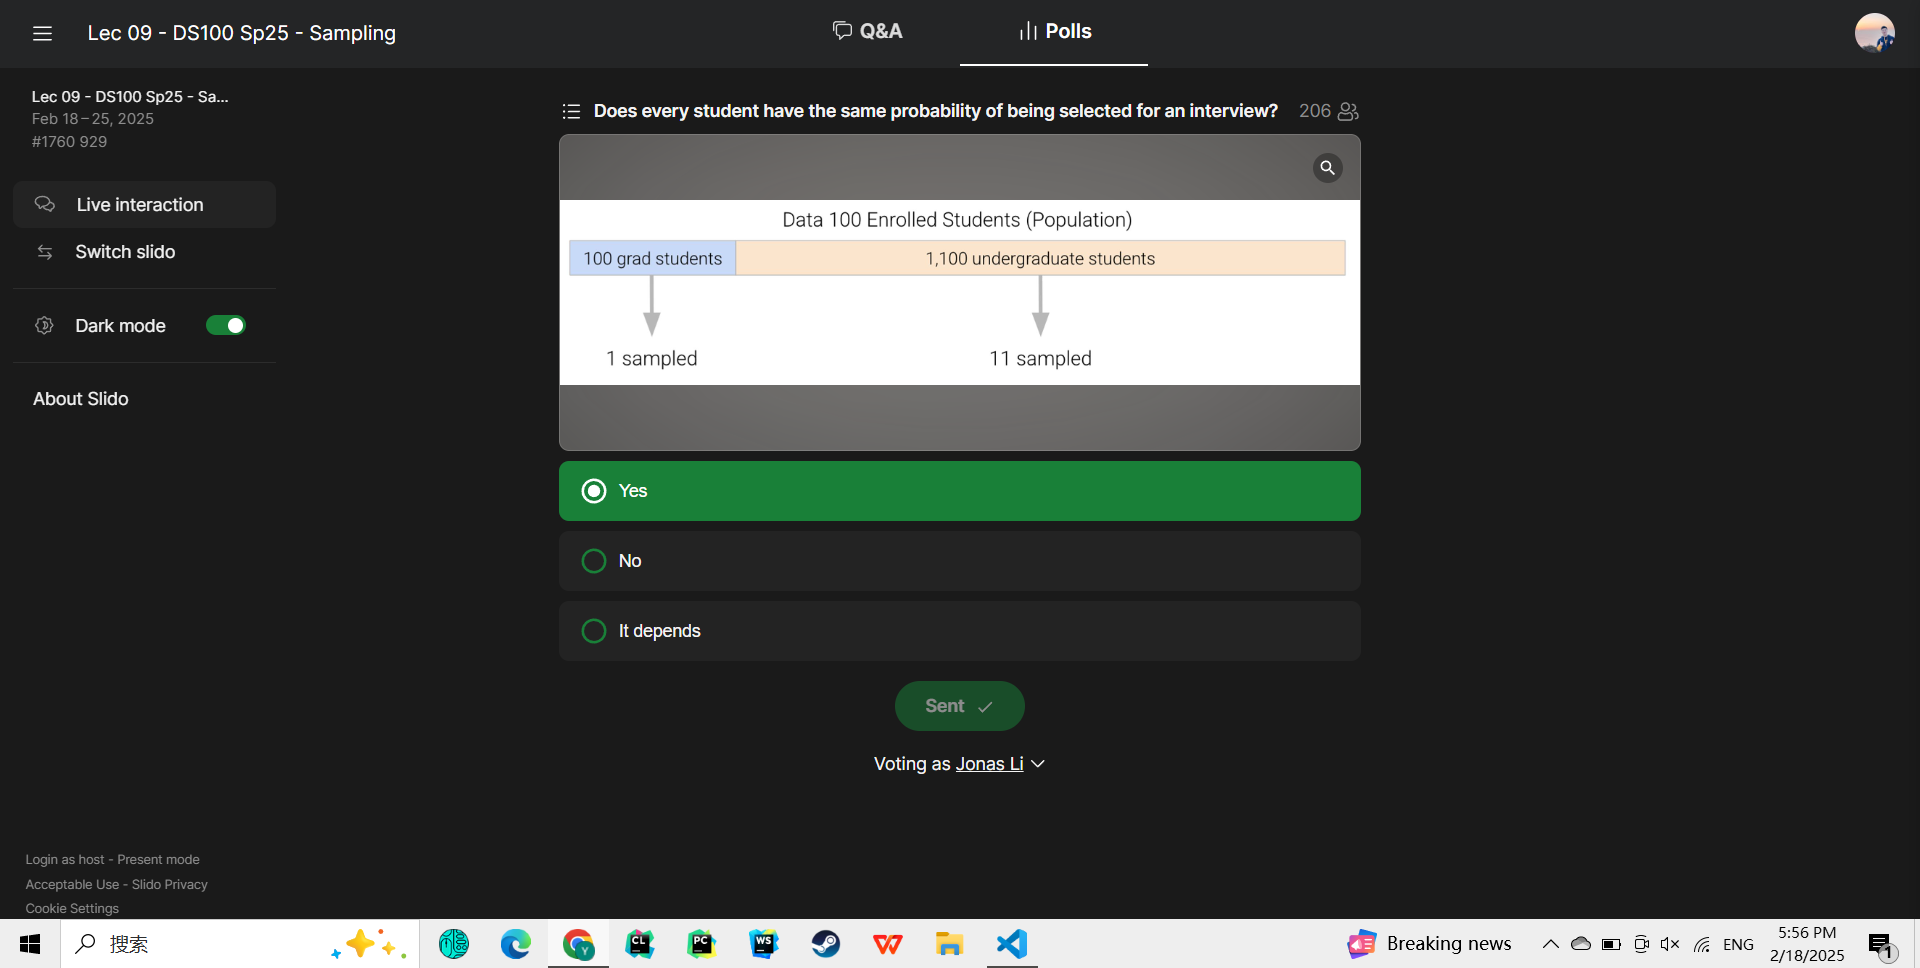 Lec 09 - DS100 Sp25 - Sampling
Q&A
Polls
Lec 09 - DS100 Sp25 - Sa...
Feb 18 – 25, 2025
#1760 929
Live interaction
Switch slido
Dark mode
About Slido
Does every student have the same probability of being selected for an interview?
206
Data 100 Enrolled Students (Population)
100 grad students
1,100 undergraduate students
1 sampled
11 sampled
Yes
No
It depends
Sent
Voting as Jonas Li
Login as host - Present mode
Acceptable Use - Slido Privacy
Cookie Settings
搜索
Y
CL
PC
WS
Breaking news
ENG
5:56 PM
2/18/2025
1